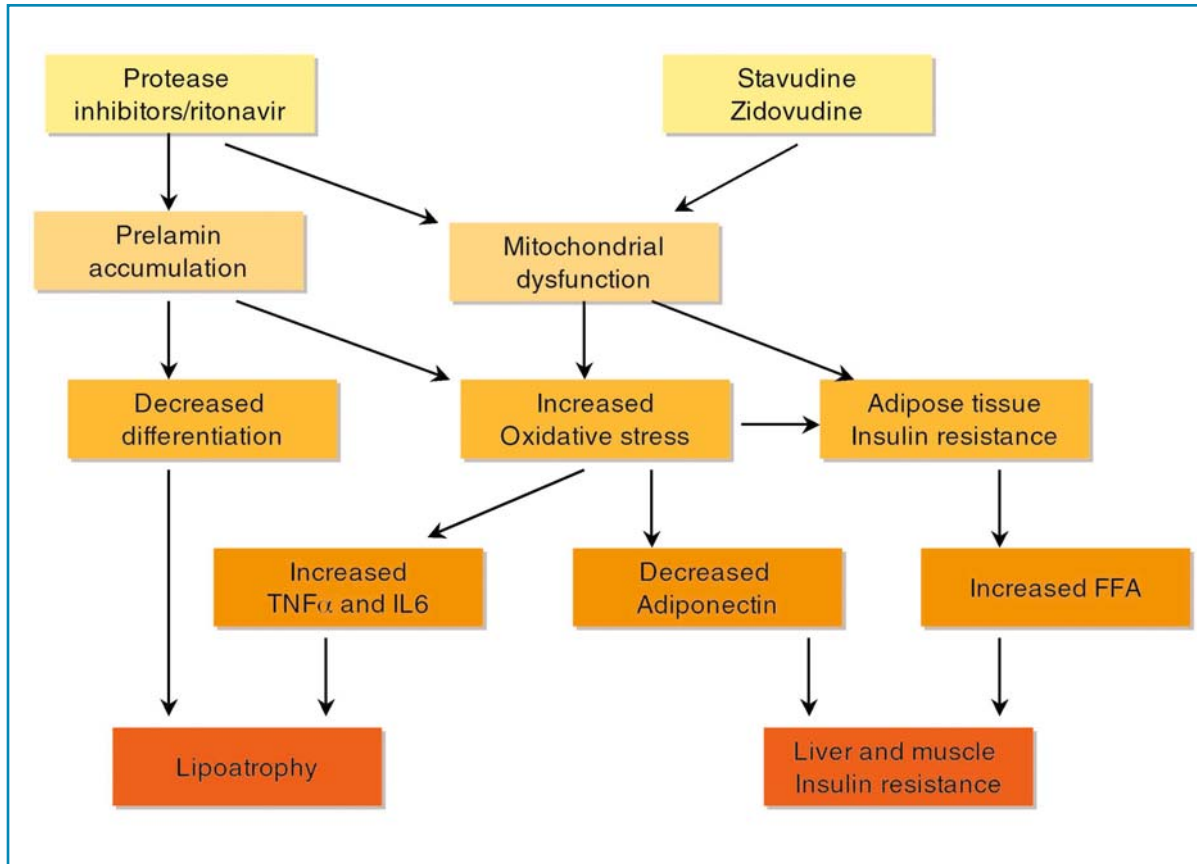 Protease
inhibitors/ritonavir
Stavudine
Zidovudine
Prelamin
accumulation
Mitochondrial
dysfunction
Decreased
differentiation
Increased
Oxidative stress
Adipose tissue
Insulin resistance
Increased
TNFα and IL6
Decreased
Adiponectin
Increased FFA
Lipoatrophy
Liver and muscle
Insulin resistance